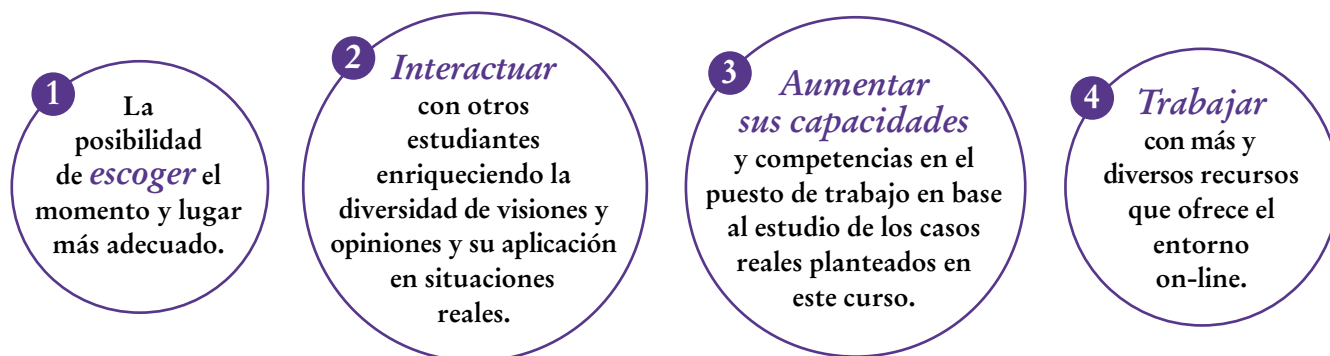 1
La
posibilidad
de escoger el
momento y lugar
más adecuado.
2
Interactuar
con otros
estudiantes
enriqueciendo la
diversidad de visiones y
opiniones y su aplicación
en situaciones
reales.
3
Aumentar
sus capacidades
y competencias en el
puesto de trabajo en base
al estudio de los casos
reales planteados en
este curso.
4
Trabajar
con más y
diversos recursos
que ofrece el
entorno
on-line.